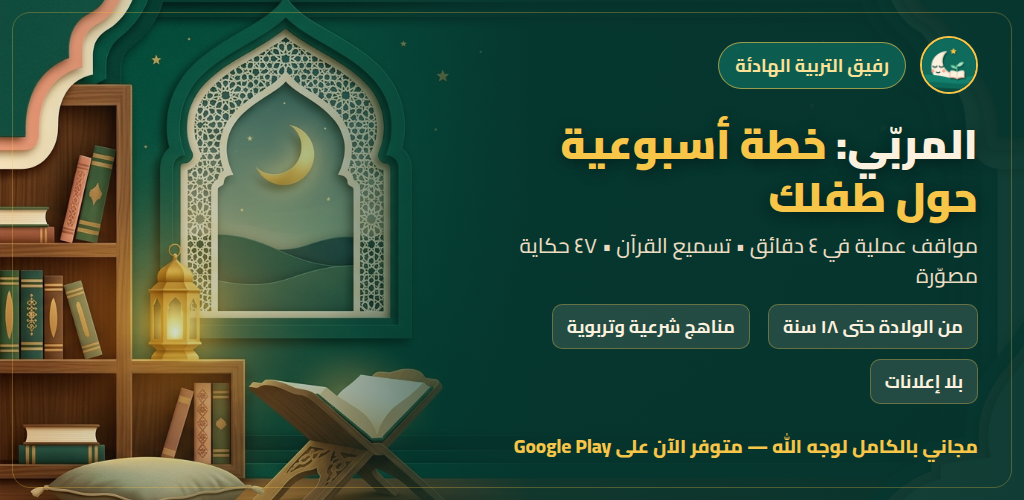 رفيق التربية الهادئة
المربّي: خطة أسبوعية
حول طفلك
مواقف عملية في ٤ دقائق ▪ تسميع القرآن ▪ ٤٧ حكاية
مصوّرة
من الولادة حتى ١٨ سنة
مناهج شرعية وتربوية
بلا إعلانات
مجاني بالكامل لوجه الله — متوفر الآن على Google Play